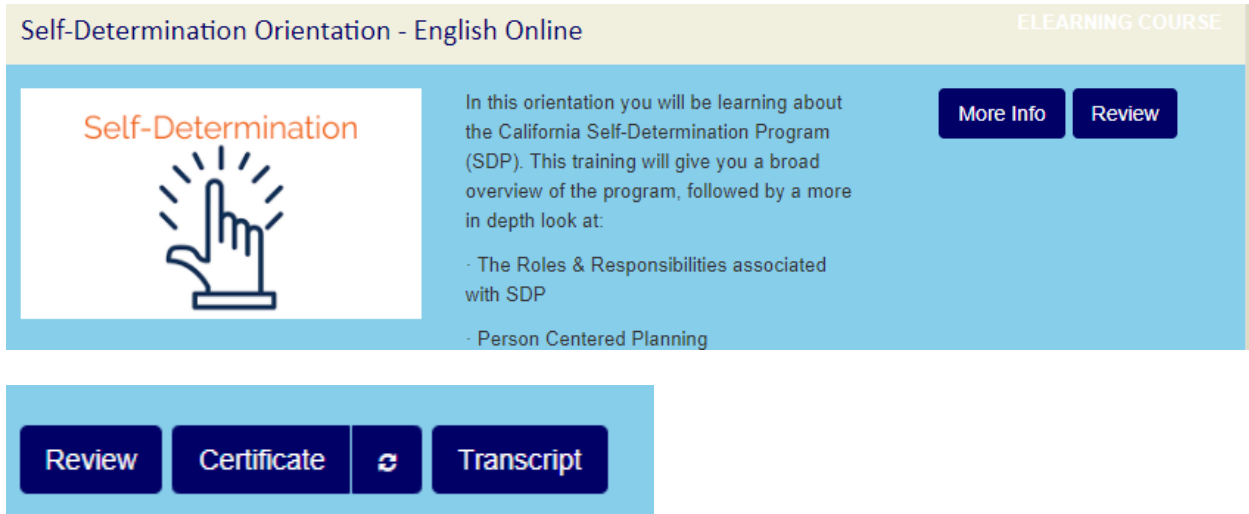 Self-Determination Orientation - English Online
ELEARNING COURSE
Self-Determination
In this orientation you will be learning about
the California Self-Determination Program
(SDP). This training will give you a broad
overview of the program, followed by a more
in depth look at:
· The Roles & Responsibilities associated
with SDP
· Person Centered Planning
More Info Review
Review Certificate Transcript